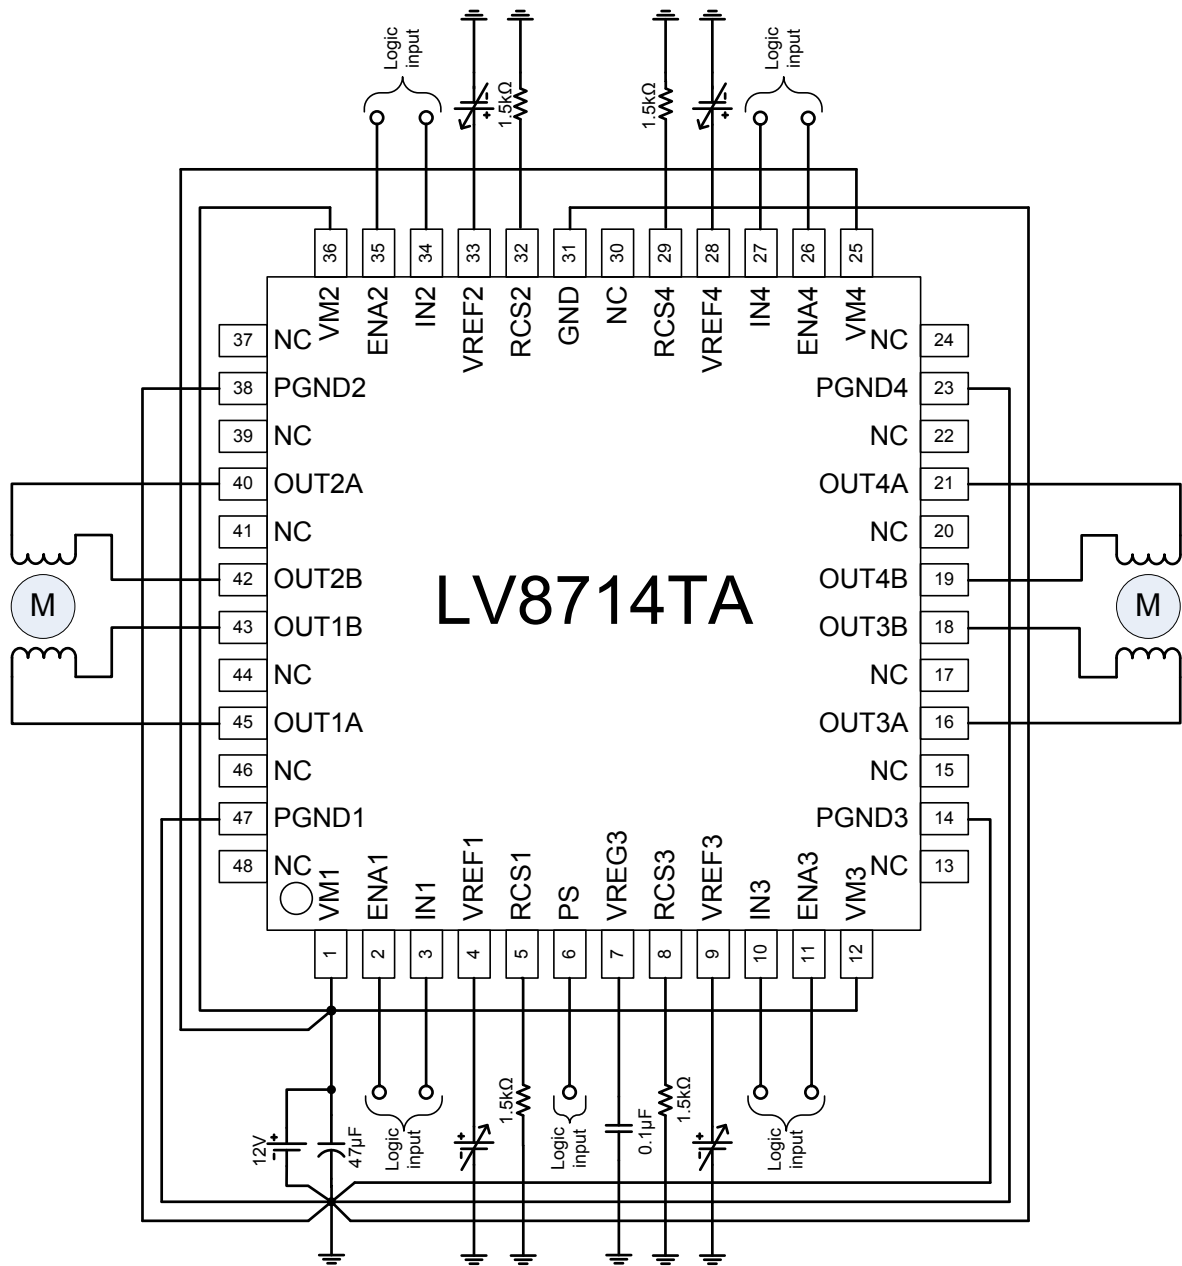 Logic
input
1.5kΩ
1.5kΩ
Logic
input
-
+
-
+
36
35
34
33
32
31
30
29
28
27
26
25
VM2
ENA2
IN2
VREF2
RCS2
GND
NC
RCS4
VREF4
IN4
ENA4
VM4
37 NC
NC 24
38 PGND2
PGND4 23
39 NC
NC 22
40 OUT2A
OUT4A 21
41 NC
NC 20
42 OUT2B
LV8714TA
OUT4B 19
M
M
43 OUT1B
OUT3B 18
44 NC
NC 17
45 OUT1A
OUT3A 16
46 NC
NC 15
47 PGND1
PGND3 14
48 NC
NC 13
VM1
ENA1
IN1
VREF1
RCS1
PS
VREG3
RCS3
VREF3
IN3
ENA3
VM3
1
2
3
4
5
6
7
8
9
10
11
12
12V
+
-
47µF
Logic
input
+
-
1.5kΩ
Logic
input
0.1µF
1.5kΩ
+
-
Logic
input